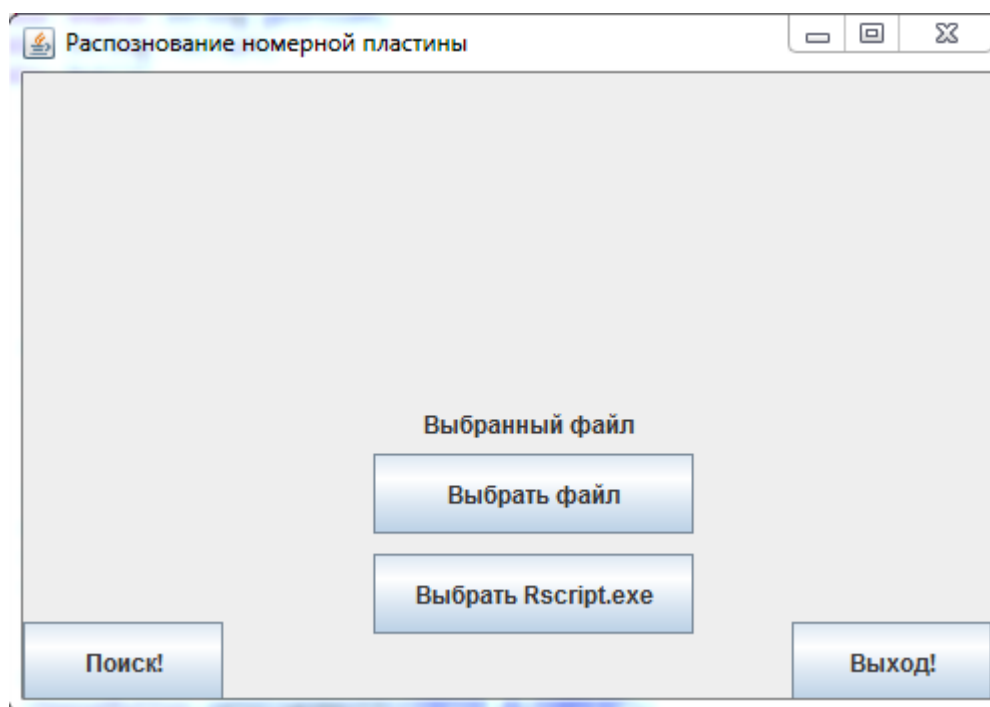 Распознование номерной пластины
Выбранный файл
Выбрать файл
Выбрать Rscript.exe
Поиск!
Выход!